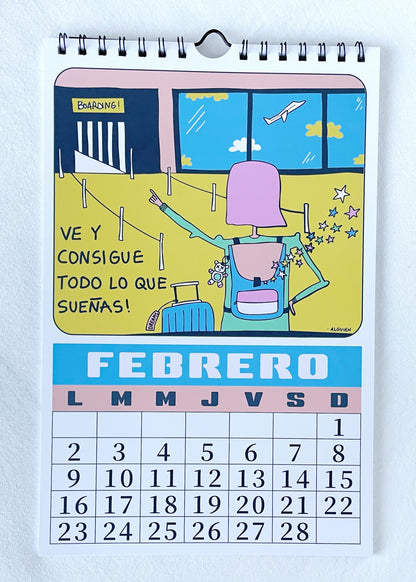 BOARDING!
VE Y
CONSIGUE
TODO LO QUE
SUEÑAS!
- ALGUIEN
FEBRERO
L M M J V S D
1
2 3 4 5 6 7 8
9 10 11 12 13 14 15
16 17 18 19 20 21 22
23 24 25 26 27 28